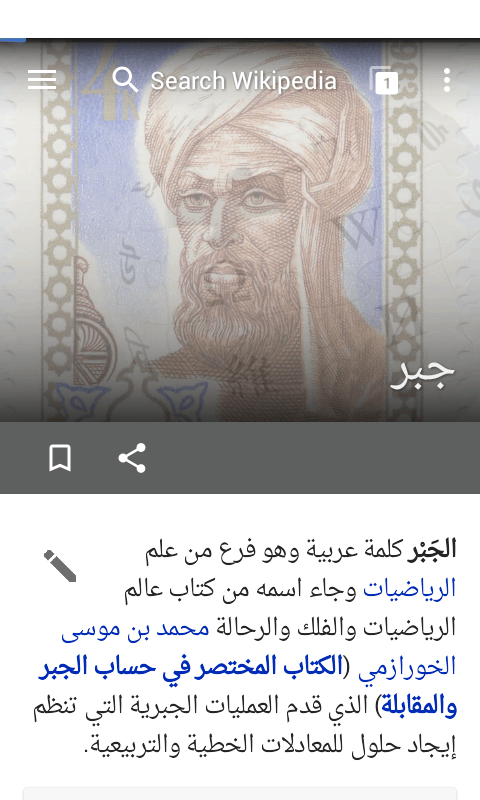 Search Wikipedia
1
جبر
الجَبْر كلمة عربية وهو فرع من علم
الرياضيات وجاء اسمه من كتاب عالم
الرياضيات والفلك والرحالة محمد بن موسى
الخورازمي (الكتاب المختصر في حساب الجبر
والمقابلة) الذي قدم العمليات الجبرية التي تنظم
إيجاد حلول للمعادلات الخطية والتربيعية.